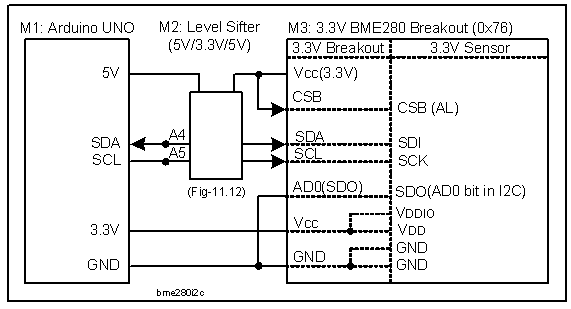 M1: Arduino UNO
M2: Level Sifter
(5V/3.3V/5V)
M3: 3.3V BME280 Breakout (0x76)
3.3V Breakout
3.3V Sensor
5V
Vcc(3.3V)
CSB
CSB (AL)
SDA
A4
SDA
SDI
SCL
A5
SCL
SCK
(Fig-11.12)
AD0(SDO)
SDO(AD0 bit in I2C)
VDDIO
3.3V
Vcc
VDD
GND
GND
GND
GND
bme280i2c